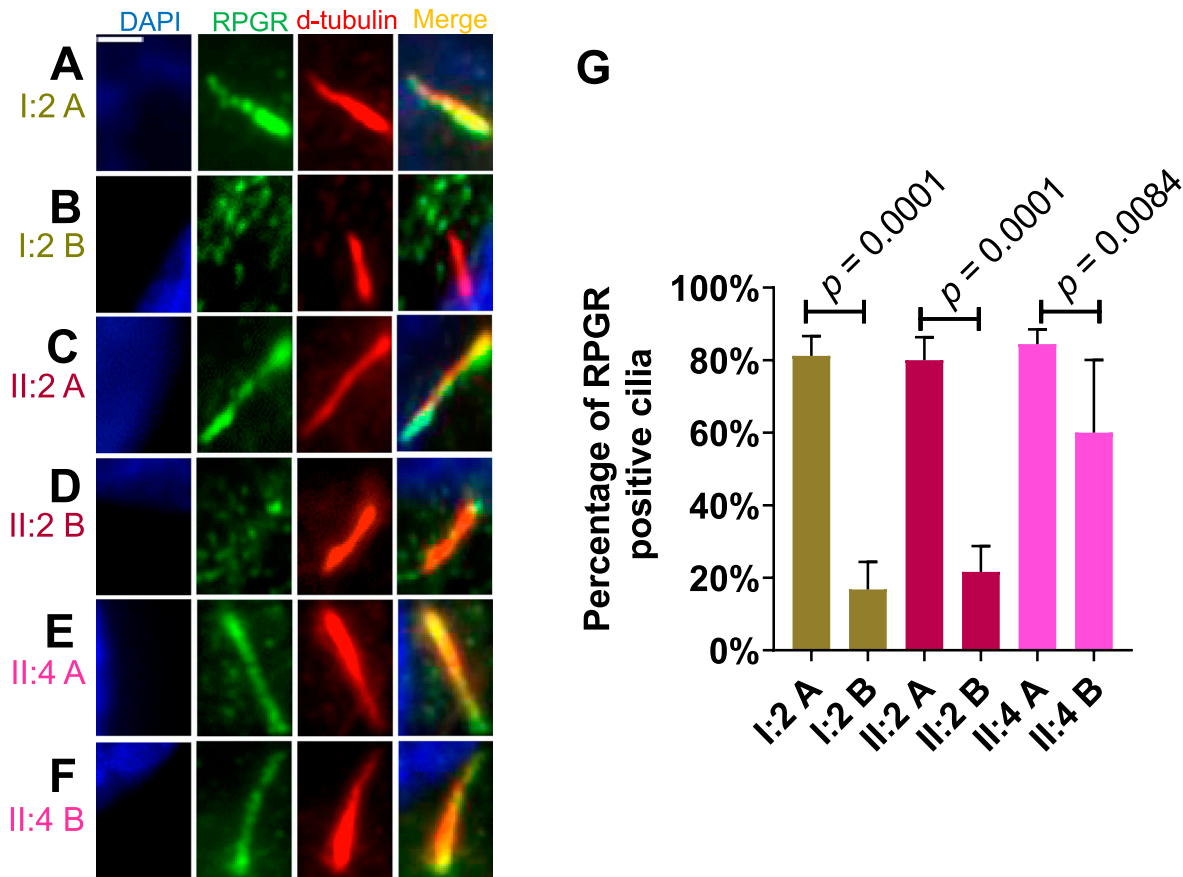 DAPI RPGR d-tubulin Merge
A
I:2 A
B
I:2 B
C
II:2 A
D
II:2 B
E
II:4 A
F
II:4 B
G
p = 0.0001
p = 0.0001
p = 0.0084
Percentage of RPGR
positive cilia
100%
80%
60%
40%
20%
0%
I:2 A
I:2 B
II:2 A
II:2 B
II:4 A
II:4 B